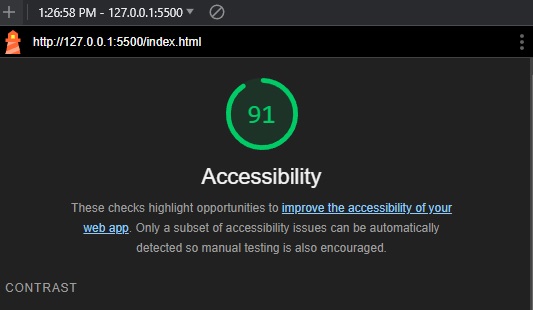 1:26:58 PM - 127.0.0.1:5500
http://127.0.0.1:5500/index.html
91
Accessibility
These checks highlight opportunities to improve the accessibility of your
web app. Only a subset of accessibility issues can be automatically
detected so manual testing is also encouraged.
CONTRAST